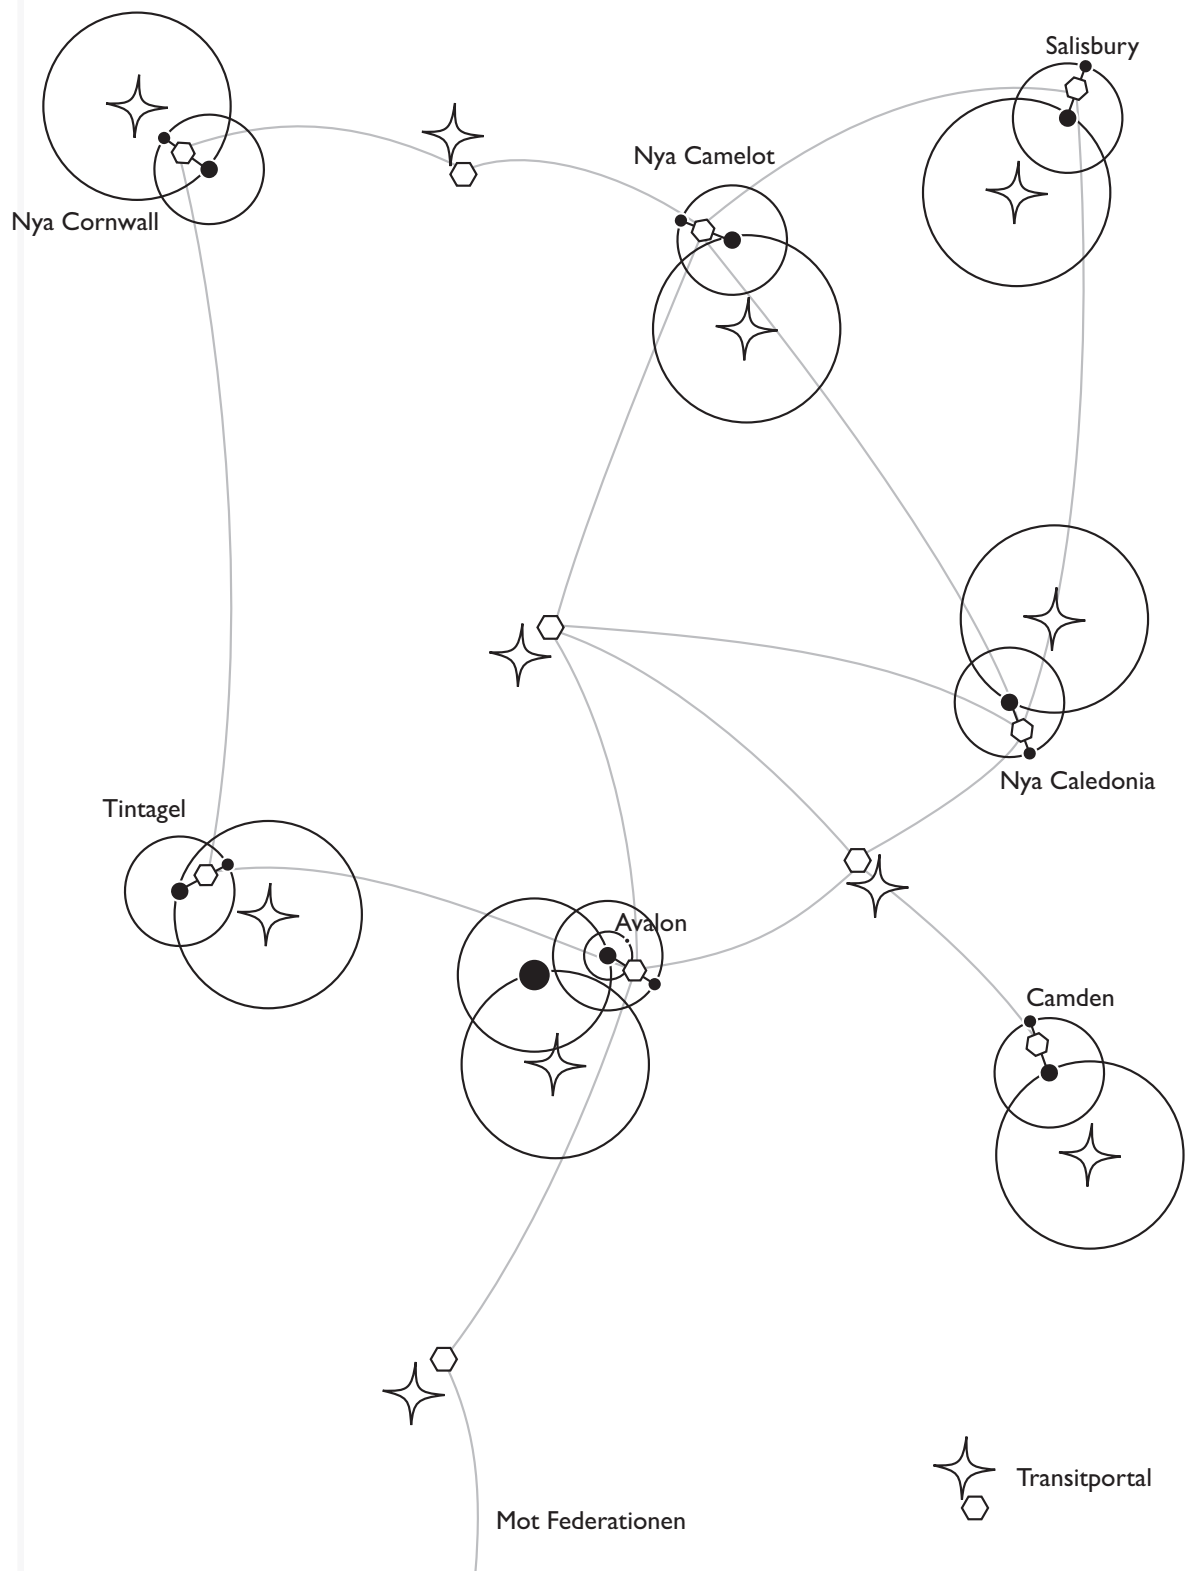 Salisbury
Nya Camelot
Nya Cornwall
Nya Caledonia
Tintagel
Avalon
Camden
Transitportal
Mot Federationen